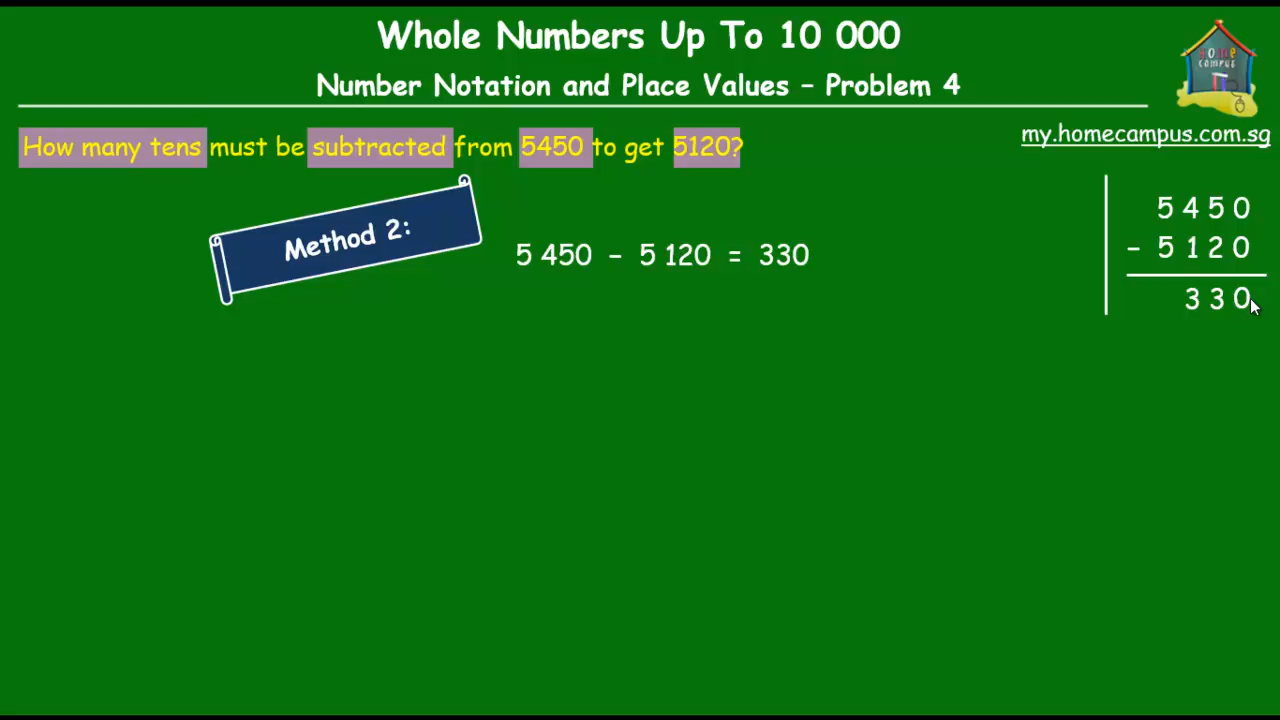 Whole Numbers Up To 10 000
Number Notation and Place Values – Problem 4
Home
campus
my.homecampus.com.sg
How many tens must be subtracted from 5450 to get 5120?
Method 2:
5 450 – 5 120 = 330
5 4 5 0
– 5 1 2 0
3 3 0